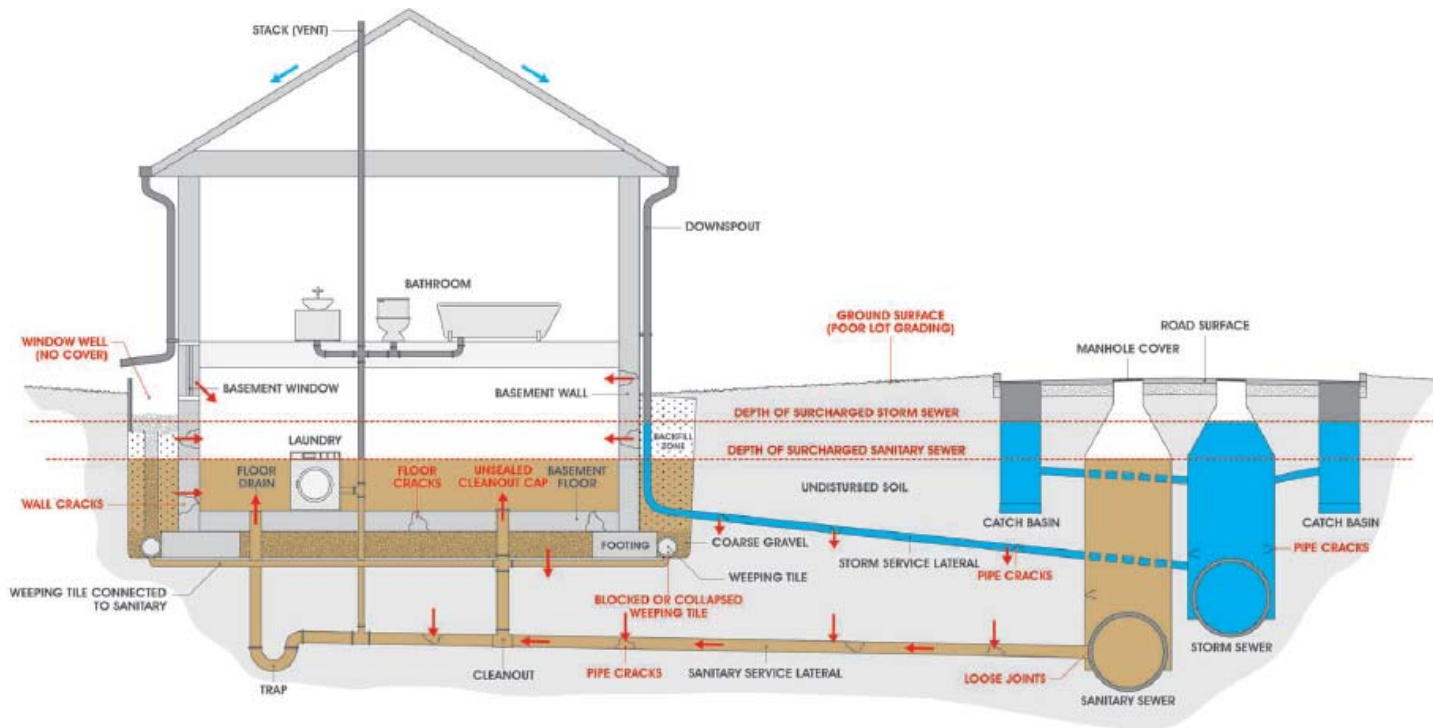 STACK (VENT)
DOWNSPOUT
BATHROOM
WINDOW WELL
(NO COVER)
GROUND SURFACE
(POOR LOT GRADING)
ROAD SURFACE
MANHOLE COVER
BASEMENT WINDOW
BASEMENT WALL
DEPTH OF SURCHARGED STORM SEWER
LAUNDRY
BACKFILL
ZONE
DEPTH OF SURCHARGED SANITARY SEWER
FLOOR
DRAIN
FLOOR
CRACKS
UNSEALED
CLEANOUT CAP
BASEMENT
FLOOR
UNDISTURBED SOIL
WALL CRACKS
CATCH BASIN
CATCH BASIN
FOOTING
COARSE GRAVEL
PIPE CRACKS
STORM SERVICE LATERAL
PIPE CRACKS
WEEPING TILE
WEEPING TILE CONNECTED
TO SANITARY
BLOCKED OR COLLAPSED
WEEPING TILE
STORM SEWER
TRAP
CLEANOUT
PIPE CRACKS
SANITARY SERVICE LATERAL
LOOSE JOINTS
SANITARY SEWER